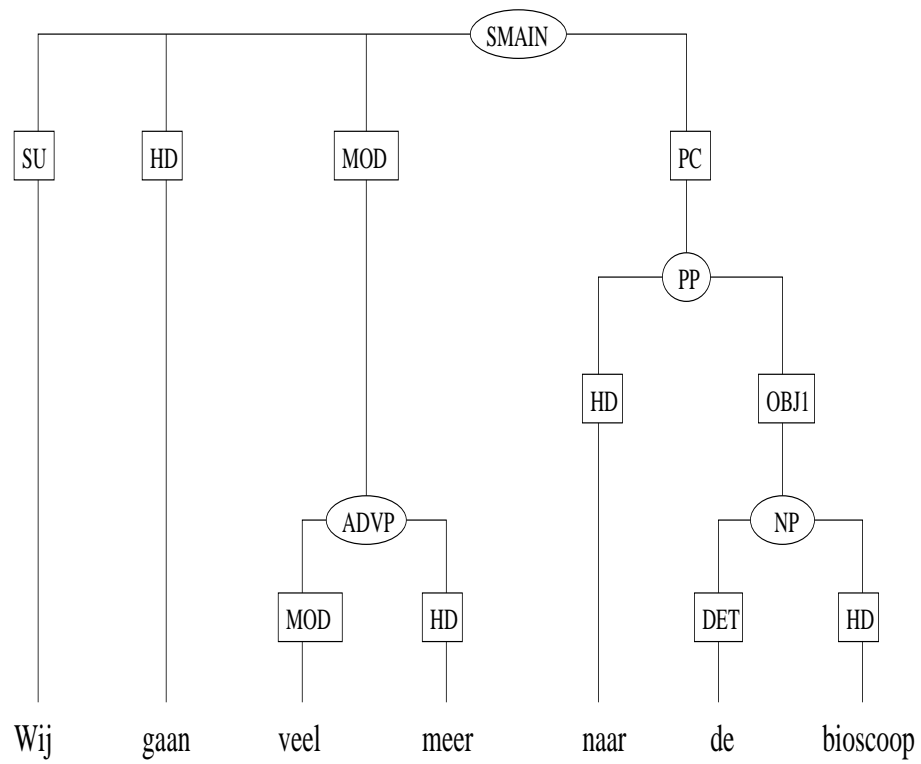 SMAIN
SU HD MOD PC
PP
HD OBJ1
ADVP NP
MOD HD DET HD
Wij gaan veel meer naar de bioscoop